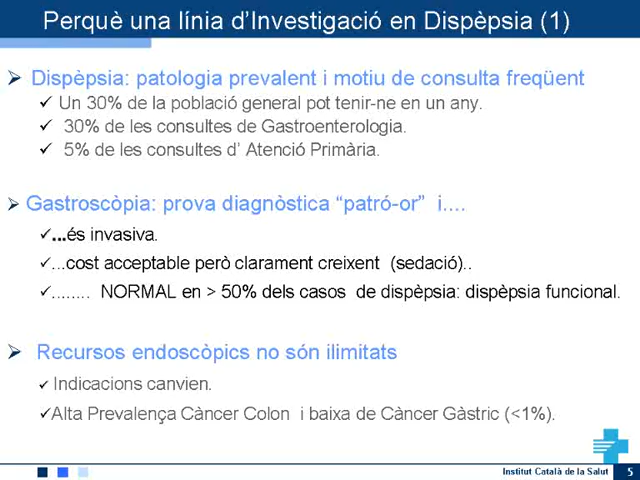 Perquè una línia d'Investigació en Dispèpsia (1)
Dispèpsia: patologia prevalent i motiu de consulta freqüent
Un 30% de la població general pot tenir-ne en un any.
30% de les consultes de Gastroenterologia.
5% de les consultes d' Atenció Primària.
Gastroscòpia: prova diagnòstica "patró-or" i....
...és invasiva.
...cost acceptable però clarament creixent (sedació)..
........ NORMAL en > 50% dels casos de dispèpsia: dispèpsia funcional.
Recursos endoscòpics no són ilimitats
Indicacions canvien.
Alta Prevalença Càncer Colon i baixa de Càncer Gàstric (<1%).
Institut Català de la Salut 5